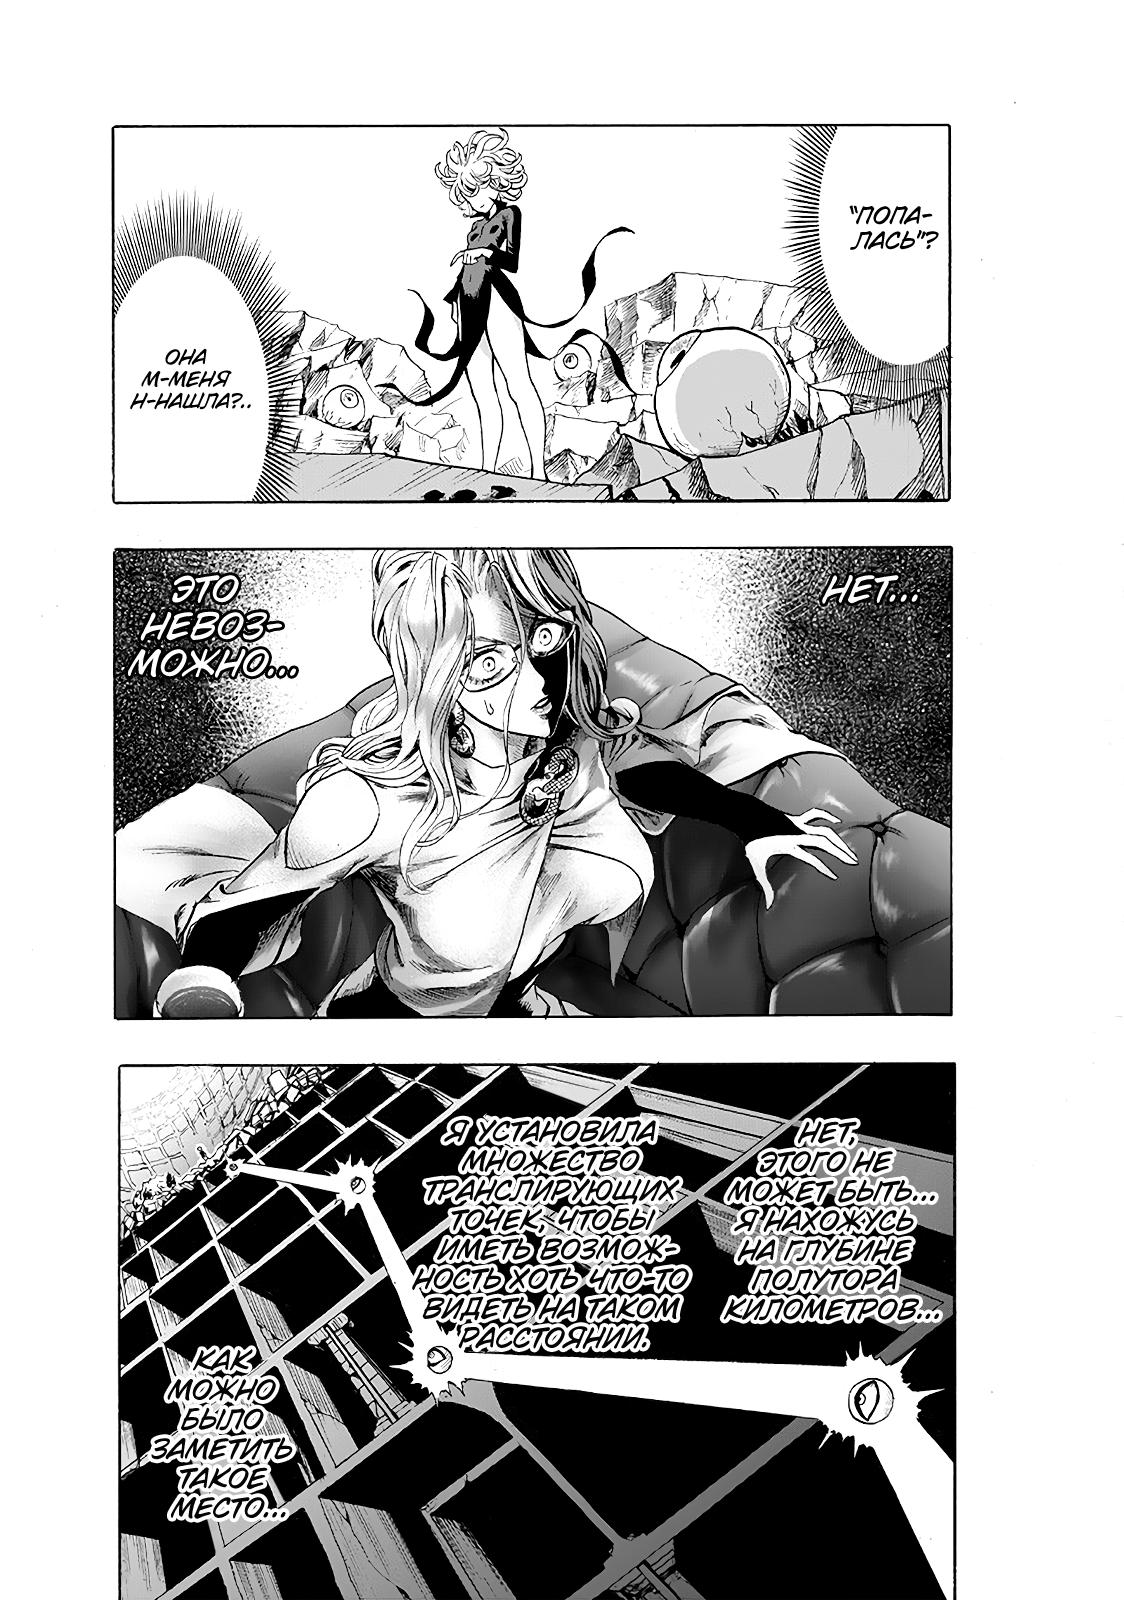 "ПОПА-
ЛАСЬ"?
ОНА
М-МЕНЯ
Н-НАШЛА?..
НЕТ...
ЭТО
НЕВОЗ-
МОЖНО...
НЕТ,
ЭТОГО НЕ
МОЖЕТ БЫТЬ...
Я НАХОЖУСЬ
НА ГЛУБИНЕ
ПОЛУТОРА
КИЛОМЕТРОВ...
Я УСТАНОВИЛА
МНОЖЕСТВО
ТРАНСЛИРУЮЩИХ
ТОЧЕК, ЧТОБЫ
ИМЕТЬ ВОЗМОЖ-
НОСТЬ ХОТЬ ЧТО-ТО
ВИДЕТЬ НА ТАКОМ
РАССТОЯНИИ.
КАК
МОЖНО
БЫЛО
ЗАМЕТИТЬ
ТАКОЕ
МЕСТО...